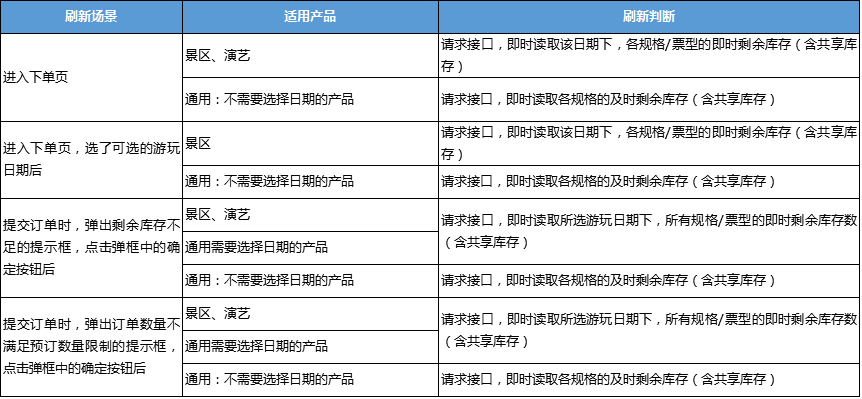 刷新场景
适用产品
刷新判断
进入下单页
景区、演艺
请求接口，即时读取该日期下，各规格/票型的即时剩余库存（含共享库
存）
通用：不需要选择日期的产品
请求接口，即时读取各规格的及时剩余库存（含共享库存）
进入下单页，选了可选的游玩
日期后
景区
请求接口，即时读取该日期下，各规格/票型的即时剩余库存（含共享库
存）
通用：不需要选择日期的产品
请求接口，即时读取各规格的及时剩余库存（含共享库存）
提交订单时，弹出剩余库存不
足的提示框，点击弹框中的确
定按钮后
景区、演艺
通用需要选择日期的产品
请求接口，即时读取所选游玩日期下，所有规格/票型的即时剩余库存数
（含共享库存）
通用：不需要选择日期的产品
请求接口，即时读取各规格的及时剩余库存（含共享库存）
提交订单时，弹出订单数量不
满足预订数量限制的提示框，
点击弹框中的确定按钮后
景区、演艺
通用需要选择日期的产品
请求接口，即时读取所选游玩日期下，所有规格/票型的即时剩余库存数
（含共享库存）
通用：不需要选择日期的产品
请求接口，即时读取各规格的及时剩余库存（含共享库存）